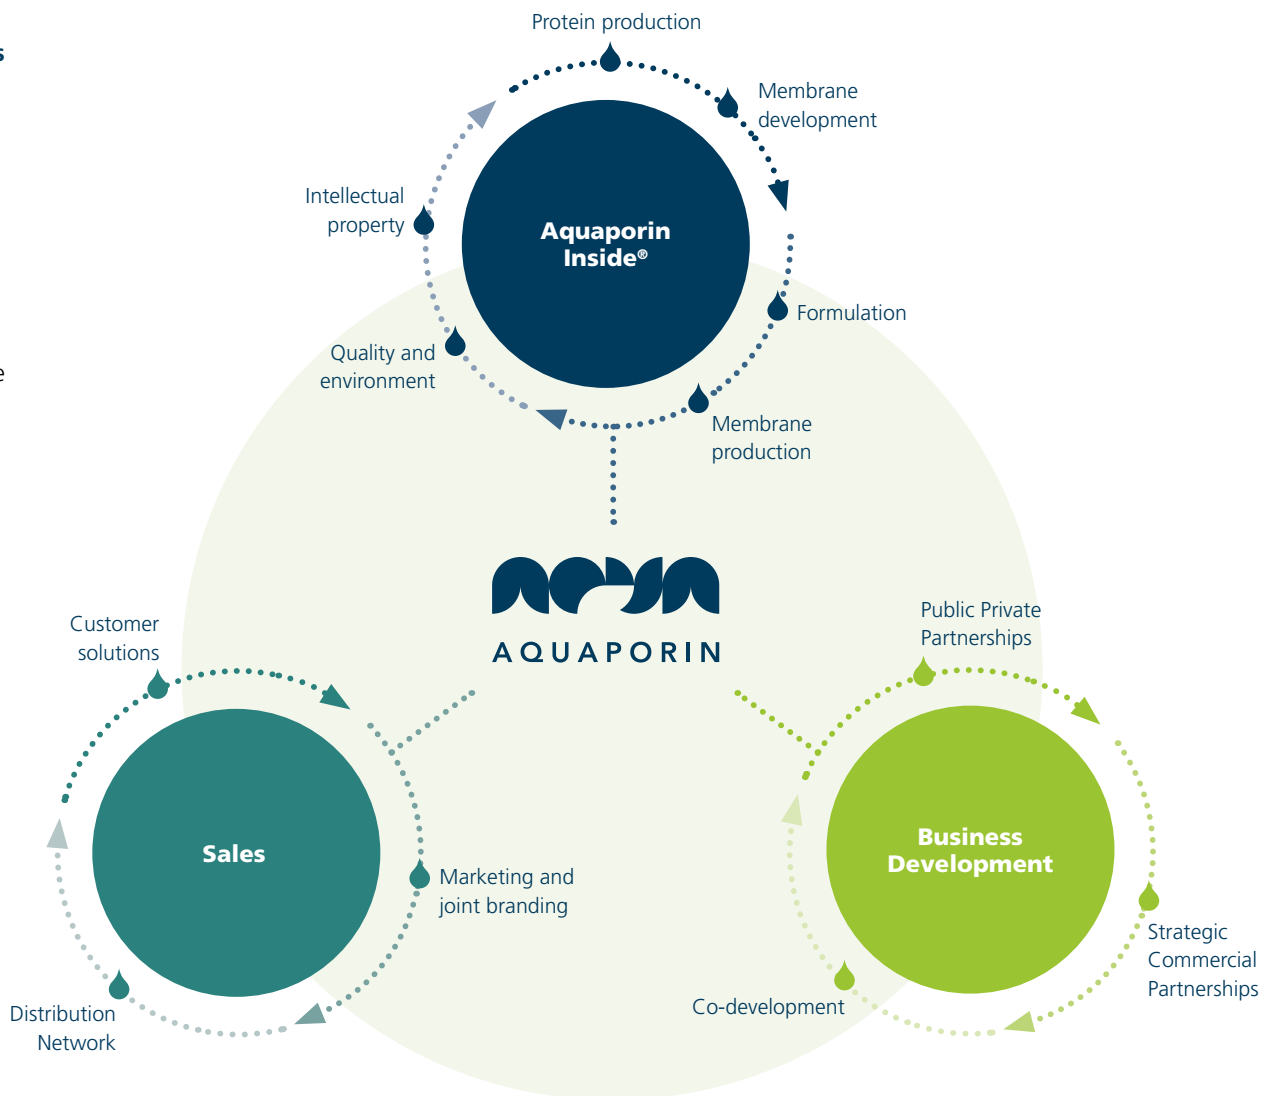 Protein production
s
Membrane
development
Intellectual
property
Aquaporin
Inside®
Formulation
Quality and
environment
e
Membrane
production
AQUAPORIN
Customer
solutions
Public Private
Partnerships
Sales
Business
Development
Marketing and
joint branding
Strategic
Commercial
Partnerships
Co-development
Distribution
Network